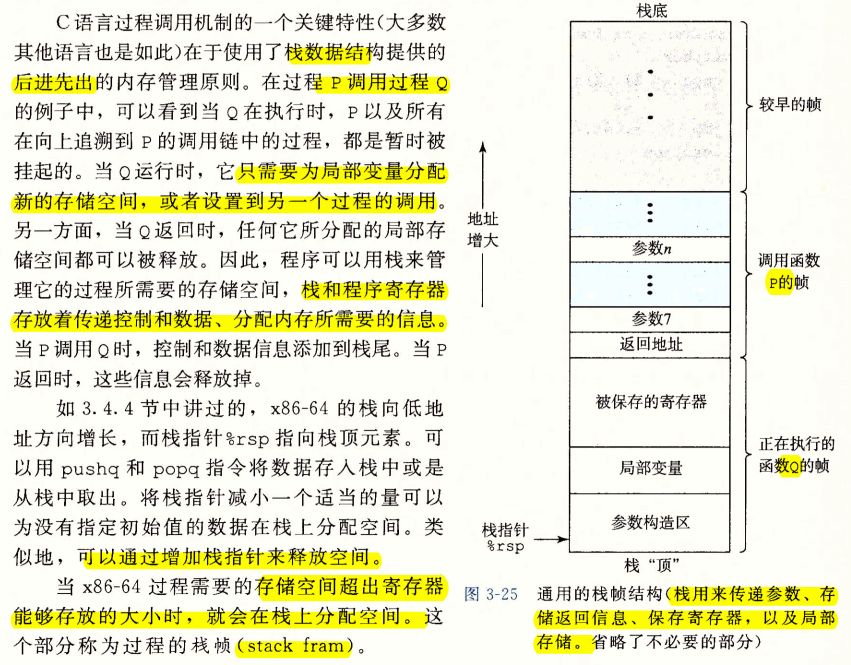 C语言过程调用机制的一个关键特性(大多数
其他语言也是如此)在于使用了栈数据结构提供的
后进先出的内存管理原则。在过程 P 调用过程 Q
的例子中，可以看到当 Q 在执行时，P 以及所有
在向上追溯到 P 的调用链中的过程，都是暂时被
挂起的。当 Q 运行时，它只需要为局部变量分配
新的存储空间，或者设置到另一个过程的调用。
另一方面，当 Q 返回时，任何它所分配的局部存
储空间都可以被释放。因此，程序可以用栈来管
理它的过程所需要的存储空间，栈和程序寄存器
存放着传递控制和数据、分配内存所需要的信息。
当 P 调用 Q 时，控制和数据信息添加到栈尾。当 P
返回时，这些信息会释放掉。
如 3.4.4 节中讲过的，x86-64 的栈向低地
址方向增长，而栈指针 %rsp 指向栈顶元素。可
以用 pushq 和 popq 指令将数据存入栈中或是
从栈中取出。将栈指针减小一个适当的量可以
为没有指定初始值的数据在栈上分配空间。类
似地，可以通过增加栈指针来释放空间。
当 x86-64 过程需要的存储空间超出寄存器
能够存放的大小时，就会在栈上分配空间。这
个部分称为过程的栈帧(stack fram)。
栈底
较早的帧
地址
增大
参数n
调用函数
P的帧
参数7
返回地址
被保存的寄存器
正在执行的
函数Q的帧
局部变量
参数构造区
栈指针
%rsp
栈“顶”
图 3-25 通用的栈帧结构(栈用来传递参数、存
储返回信息、保存寄存器，以及局部
存储。省略了不必要的部分)